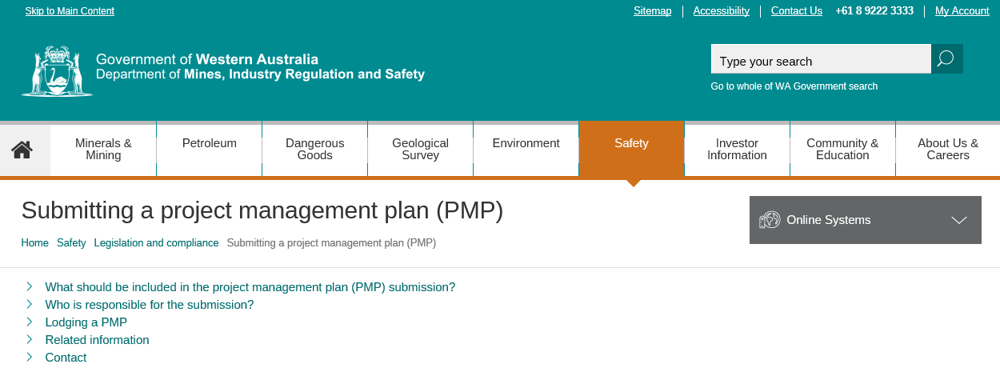 Skip to Main Content
Sitemap Accessibility Contact Us +61 8 9222 3333 My Account
Government of Western Australia
Department of Mines, Industry Regulation and Safety
Type your search
Go to whole of WA Government search
Minerals &
Mining
Petroleum
Dangerous
Goods
Geological
Survey
Environment
Safety
Investor
Information
Community &
Education
About Us &
Careers
Submitting a project management plan (PMP)
Online Systems
Home Safety Legislation and compliance Submitting a project management plan (PMP)
What should be included in the project management plan (PMP) submission?
Who is responsible for the submission?
Lodging a PMP
Related information
Contact